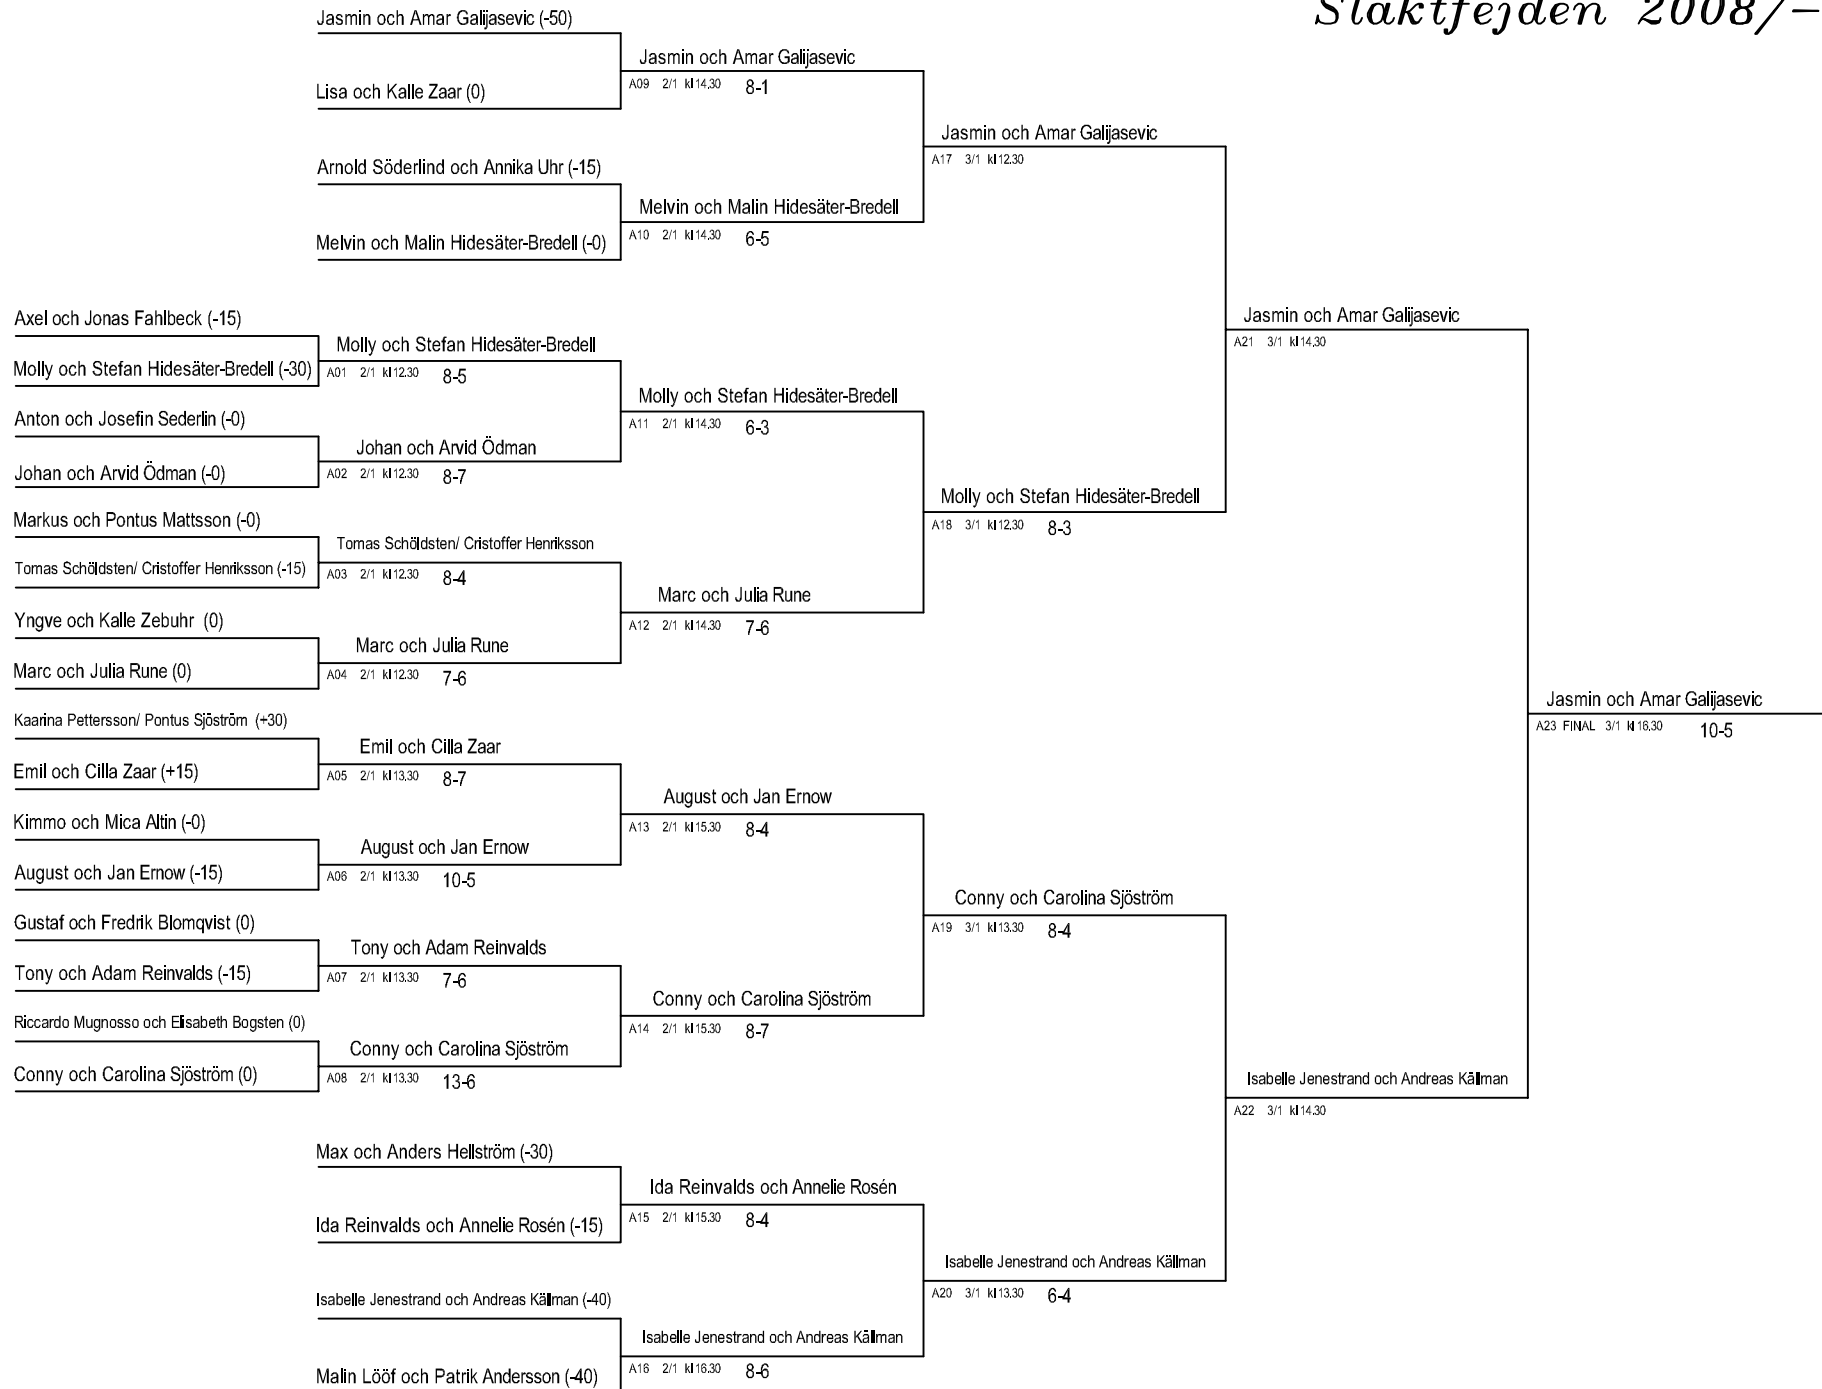 Släktfejden 2008/-
Jasmin och Amar Galijasevic (-50)
Jasmin och Amar Galijasevic
A09 2/1 kl 14.30 8-1
Lisa och Kalle Zaar (0)
Jasmin och Amar Galijasevic
A17 3/1 kl 12.30
Arnold Söderlind och Annika Uhr (-15)
Melvin och Malin Hidesäter-Bredell
A10 2/1 kl 14.30 6-5
Melvin och Malin Hidesäter-Bredell (-0)
Jasmin och Amar Galijasevic
A21 3/1 kl 14.30
Axel och Jonas Fahlbeck (-15)
Molly och Stefan Hidesäter-Bredell
Molly och Stefan Hidesäter-Bredell (-30)
A01 2/1 kl 12.30 8-5
Molly och Stefan Hidesäter-Bredell
A11 2/1 kl 14.30 6-3
Anton och Josefin Sederlin (-0)
Johan och Arvid Ödman
Johan och Arvid Ödman (-0)
A02 2/1 kl 12.30 8-7
Molly och Stefan Hidesäter-Bredell
A18 3/1 kl 12.30 8-3
Markus och Pontus Mattsson (-0)
Tomas Schöldsten/ Cristoffer Henriksson
Tomas Schöldsten/ Cristoffer Henriksson (-15)
A03 2/1 kl 12.30 8-4
Marc och Julia Rune
A12 2/1 kl 14.30 7-6
Yngve och Kalle Zebuhr (0)
Marc och Julia Rune
Marc och Julia Rune (0)
A04 2/1 kl 12.30 7-6
Jasmin och Amar Galijasevic
A23 FINAL 3/1 kl 16.30 10-5
Kaarina Pettersson/ Pontus Sjöström (+30)
Emil och Cilla Zaar
Emil och Cilla Zaar (+15)
A05 2/1 kl 13.30 8-7
August och Jan Ernow
A13 2/1 kl 15.30 8-4
Kimmo och Mica Altin (-0)
August och Jan Ernow
August och Jan Ernow (-15)
A06 2/1 kl 13.30 10-5
Conny och Carolina Sjöström
A19 3/1 kl 13.30 8-4
Gustaf och Fredrik Blomqvist (0)
Tony och Adam Reinvalds
Tony och Adam Reinvalds (-15)
A07 2/1 kl 13.30 7-6
Conny och Carolina Sjöström
A14 2/1 kl 15.30 8-7
Riccardo Mugnosso och Elisabeth Bogsten (0)
Conny och Carolina Sjöström
Conny och Carolina Sjöström (0)
A08 2/1 kl 13.30 13-6
Isabelle Jenestrand och Andreas Källman
A22 3/1 kl 14.30
Max och Anders Hellström (-30)
Ida Reinvalds och Annelie Rosén
A15 2/1 kl 15.30 8-4
Ida Reinvalds och Annelie Rosén (-15)
Isabelle Jenestrand och Andreas Källman
A20 3/1 kl 13.30 6-4
Isabelle Jenestrand och Andreas Källman (-40)
Isabelle Jenestrand och Andreas Källman
A16 2/1 kl 16.30 8-6
Malin Lööf och Patrik Andersson (-40)